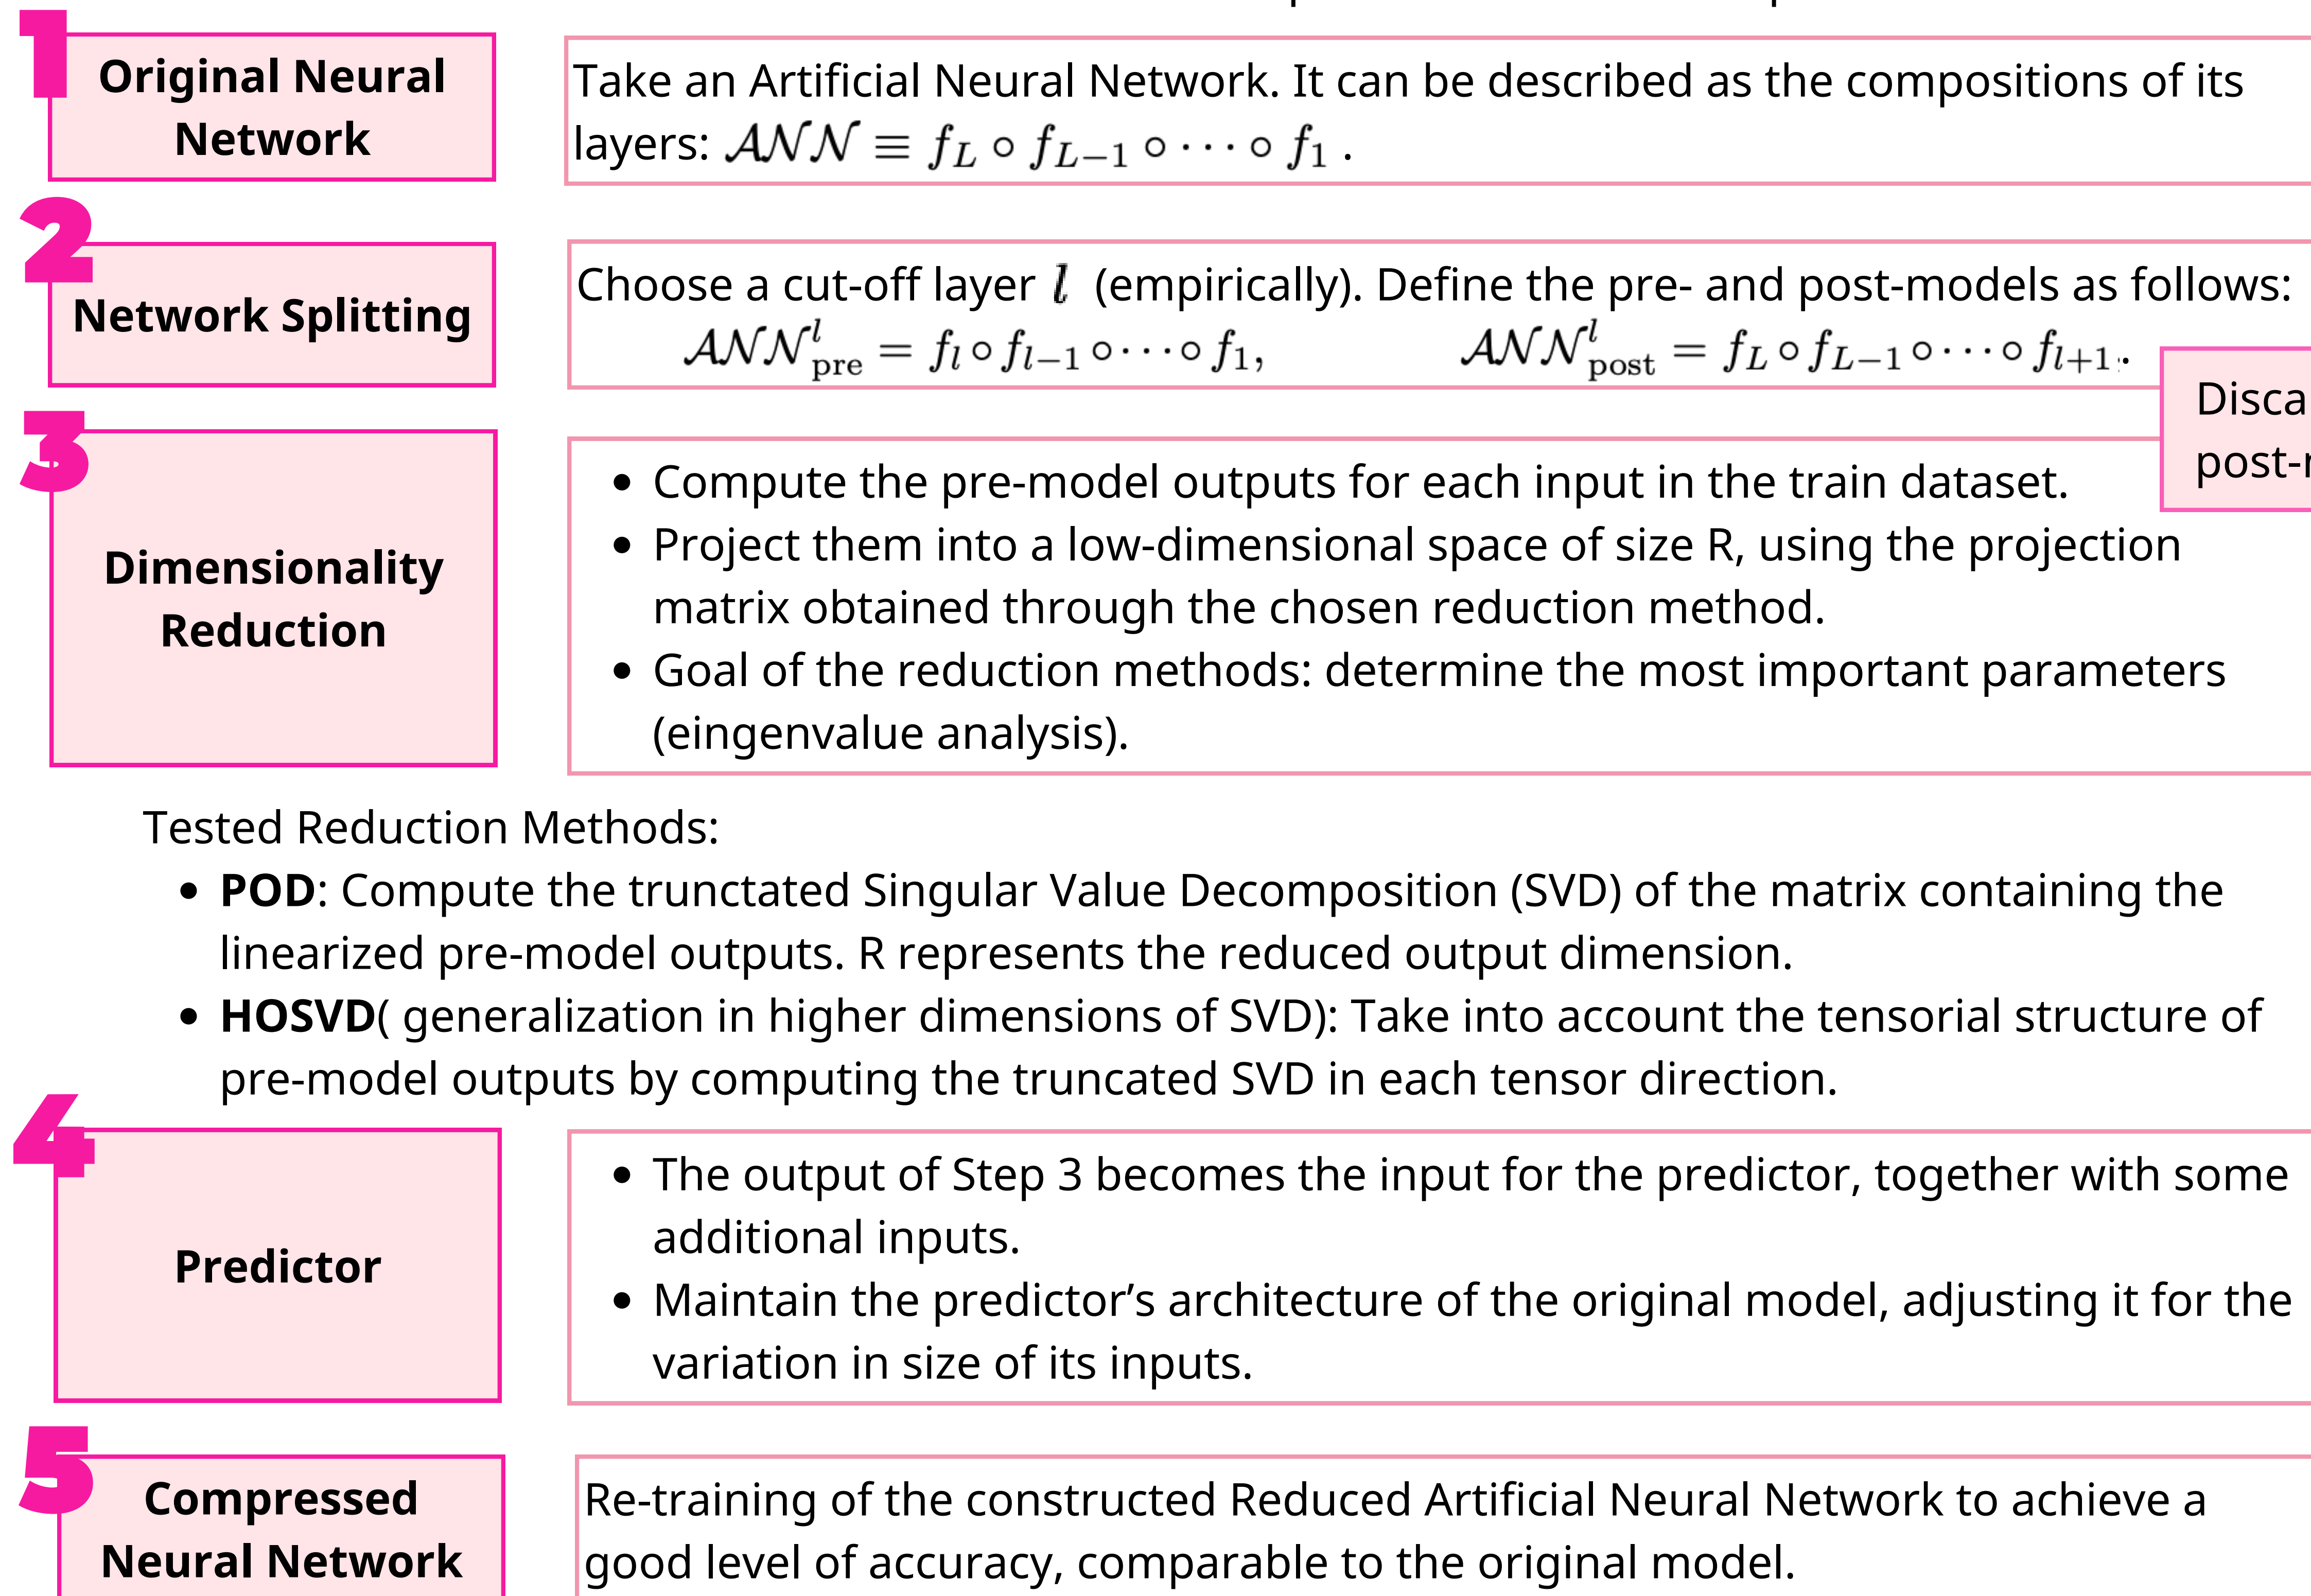 1
Original Neural
Network
Take an Artificial Neural Network. It can be described as the compositions of its
layers: 𝒜𝒩𝒩 ≡ f_L ∘ f_{L−1} ∘ ⋯ ∘ f_1 .
2
Network Splitting
Choose a cut-off layer l (empirically). Define the pre- and post-models as follows:
𝒜𝒩𝒩^l_pre = f_l ∘ f_{l−1} ∘ ⋯ ∘ f_1, 𝒜𝒩𝒩^l_post = f_L ∘ f_{L−1} ∘ ⋯ ∘ f_{l+1}.
3
Dimensionality
Reduction
Compute the pre-model outputs for each input in the train dataset.
Project them into a low-dimensional space of size R, using the projection
matrix obtained through the chosen reduction method.
Goal of the reduction methods: determine the most important parameters
(eingenvalue analysis).
Tested Reduction Methods:
POD: Compute the trunctated Singular Value Decomposition (SVD) of the matrix containing the
linearized pre-model outputs. R represents the reduced output dimension.
HOSVD( generalization in higher dimensions of SVD): Take into account the tensorial structure of
pre-model outputs by computing the truncated SVD in each tensor direction.
4
Predictor
The output of Step 3 becomes the input for the predictor, together with some
additional inputs.
Maintain the predictor’s architecture of the original model, adjusting it for the
variation in size of its inputs.
5
Compressed
Neural Network
Re-training of the constructed Reduced Artificial Neural Network to achieve a
good level of accuracy, comparable to the original model.